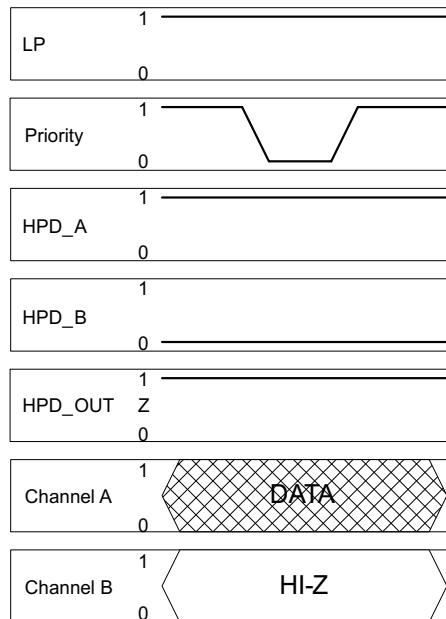 1
LP
0
1
Priority
0
1
HPD_A
0
1
HPD_B
0
1
HPD_OUT Z
0
1
Channel A DATA
0
1
Channel B HI-Z
0